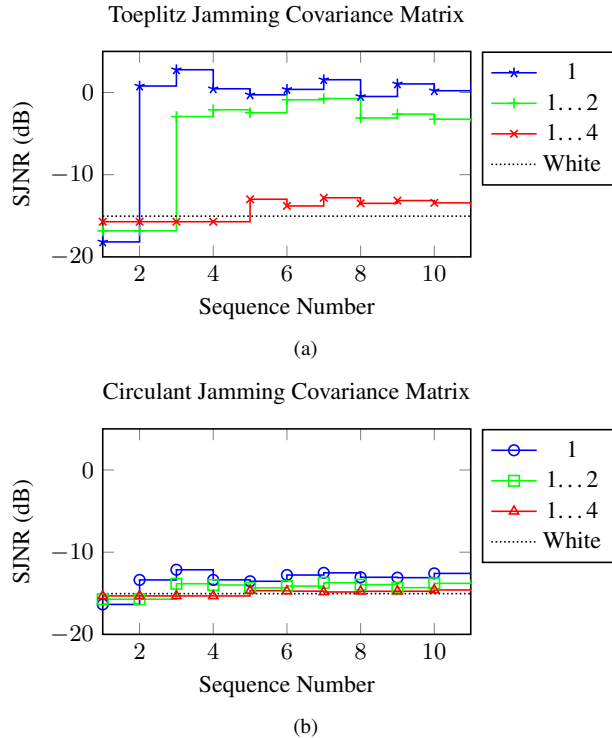 Toeplitz Jamming Covariance Matrix
0
−10
−20
SJNR (dB)
2 4 6 8 10
Sequence Number
1
1...2
1...4
White
(a)
Circulant Jamming Covariance Matrix
0
−10
−20
SJNR (dB)
2 4 6 8 10
Sequence Number
1
1...2
1...4
White
(b)